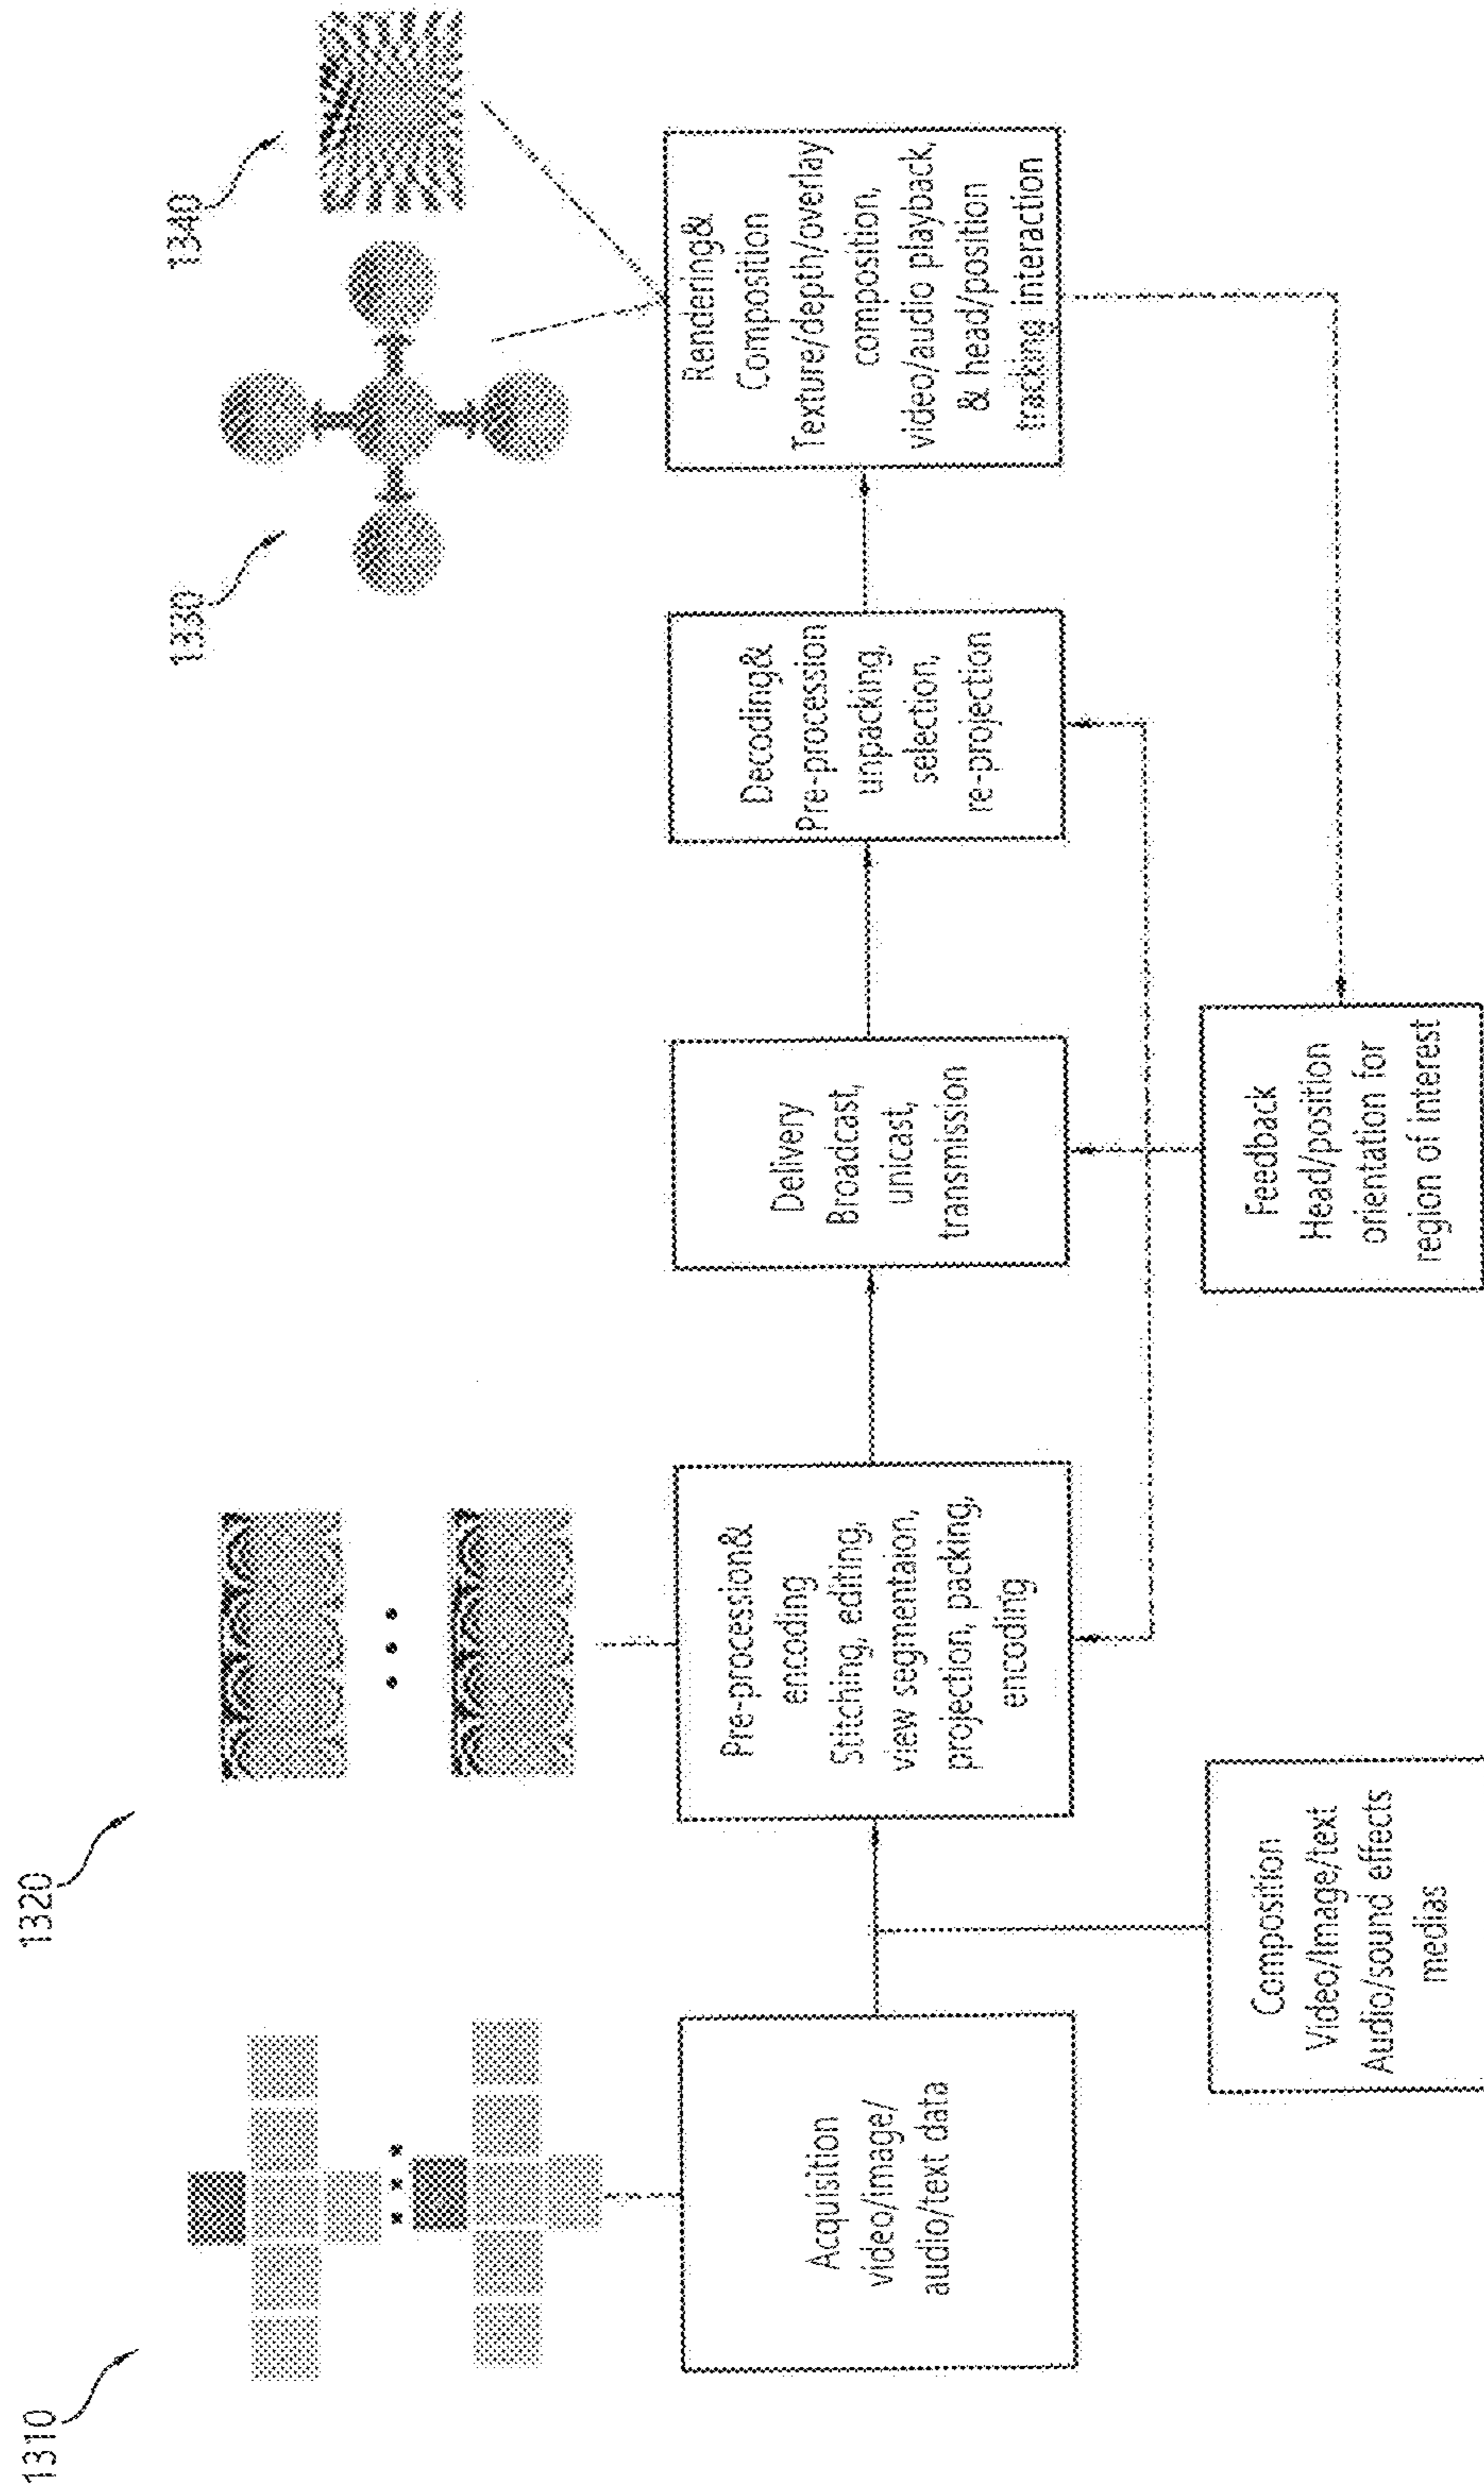 1310
1320
1330
1340
Acquisition
video/image/
audio/text data
Composition
Video/Image/text
Audio/sound effects
medias
Pre-procession&
encoding
Stitching, editing,
view segmentaion,
projection, packing,
encoding
Delivery
Broadcast,
unicast,
transmission
Feedback
Head/position
orientation for
region of interest
Decoding&
Pre-procession
unpacking,
selection,
re-projection
Rendering&
Composition
Texture/depth/overlay
composition,
video/audio playback,
& head/position
tracking interaction